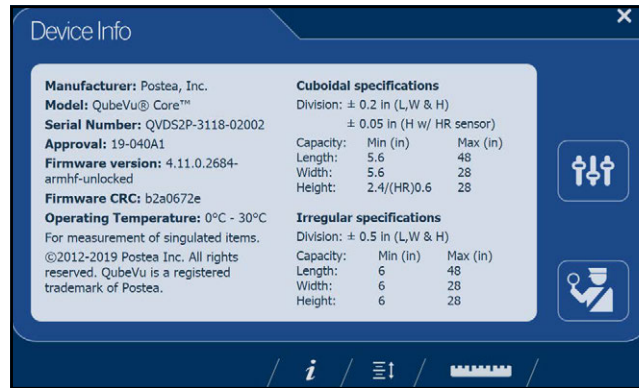 Device Info
Manufacturer: Postea, Inc.
Model: QubeVu® Core™
Serial Number: QVDS2P-3118-02002
Approval: 19-040A1
Firmware version: 4.11.0.2684-
armhf-unlocked
Firmware CRC: b2a0672e
Operating Temperature: 0°C - 30°C
For measurement of singulated items.
©2012-2019 Postea Inc. All rights
reserved. QubeVu is a registered
trademark of Postea.
Cuboidal specifications
Division: ± 0.2 in (L,W & H)
± 0.05 in (H w/ HR sensor)
Capacity: Min (in) Max (in)
Length: 5.6 48
Width: 5.6 28
Height: 2.4/(HR)0.6 28
Irregular specifications
Division: ± 0.5 in (L,W & H)
Capacity: Min (in) Max (in)
Length: 6 48
Width: 6 28
Height: 6 28